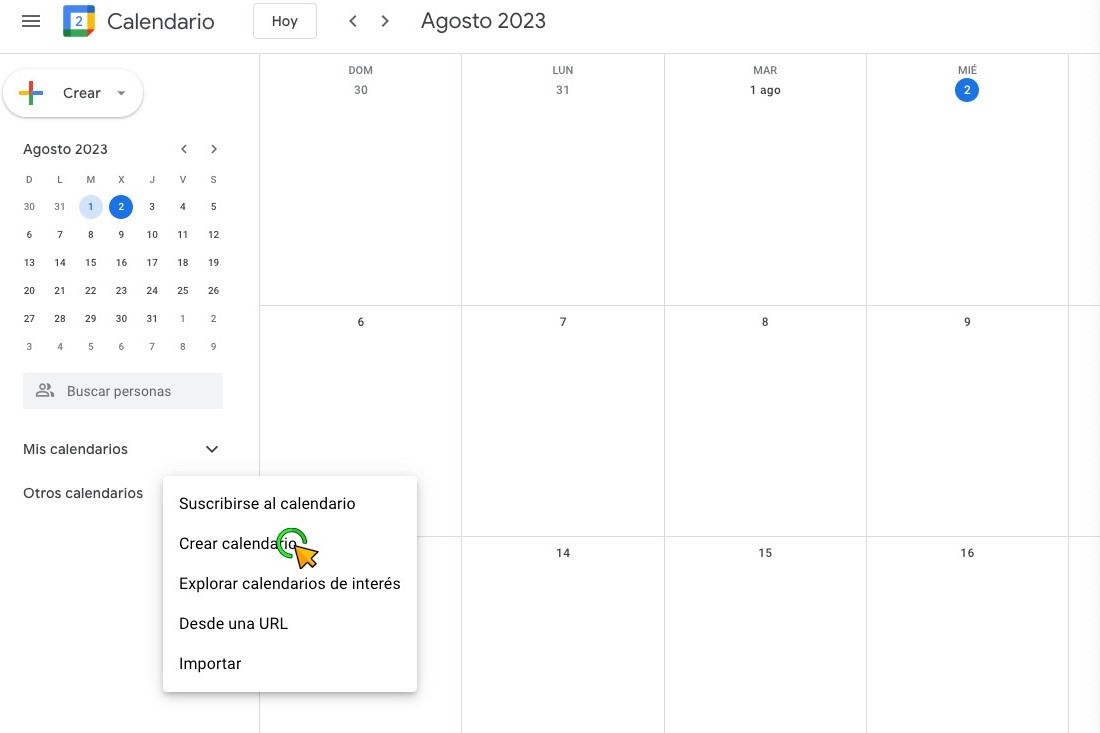 2 Calendario Hoy Agosto 2023
Crear
Agosto 2023
D L M X J V S
30 31 1 2 3 4 5
6 7 8 9 10 11 12
13 14 15 16 17 18 19
20 21 22 23 24 25 26
27 28 29 30 31 1 2
3 4 5 6 7 8 9
Buscar personas
Mis calendarios
Otros calendarios
Suscribirse al calendario
Crear calendario
Explorar calendarios de interés
Desde una URL
Importar
DOM LUN MAR MIÉ
30 31 1 ago 2
6 7 8 9
14 15 16